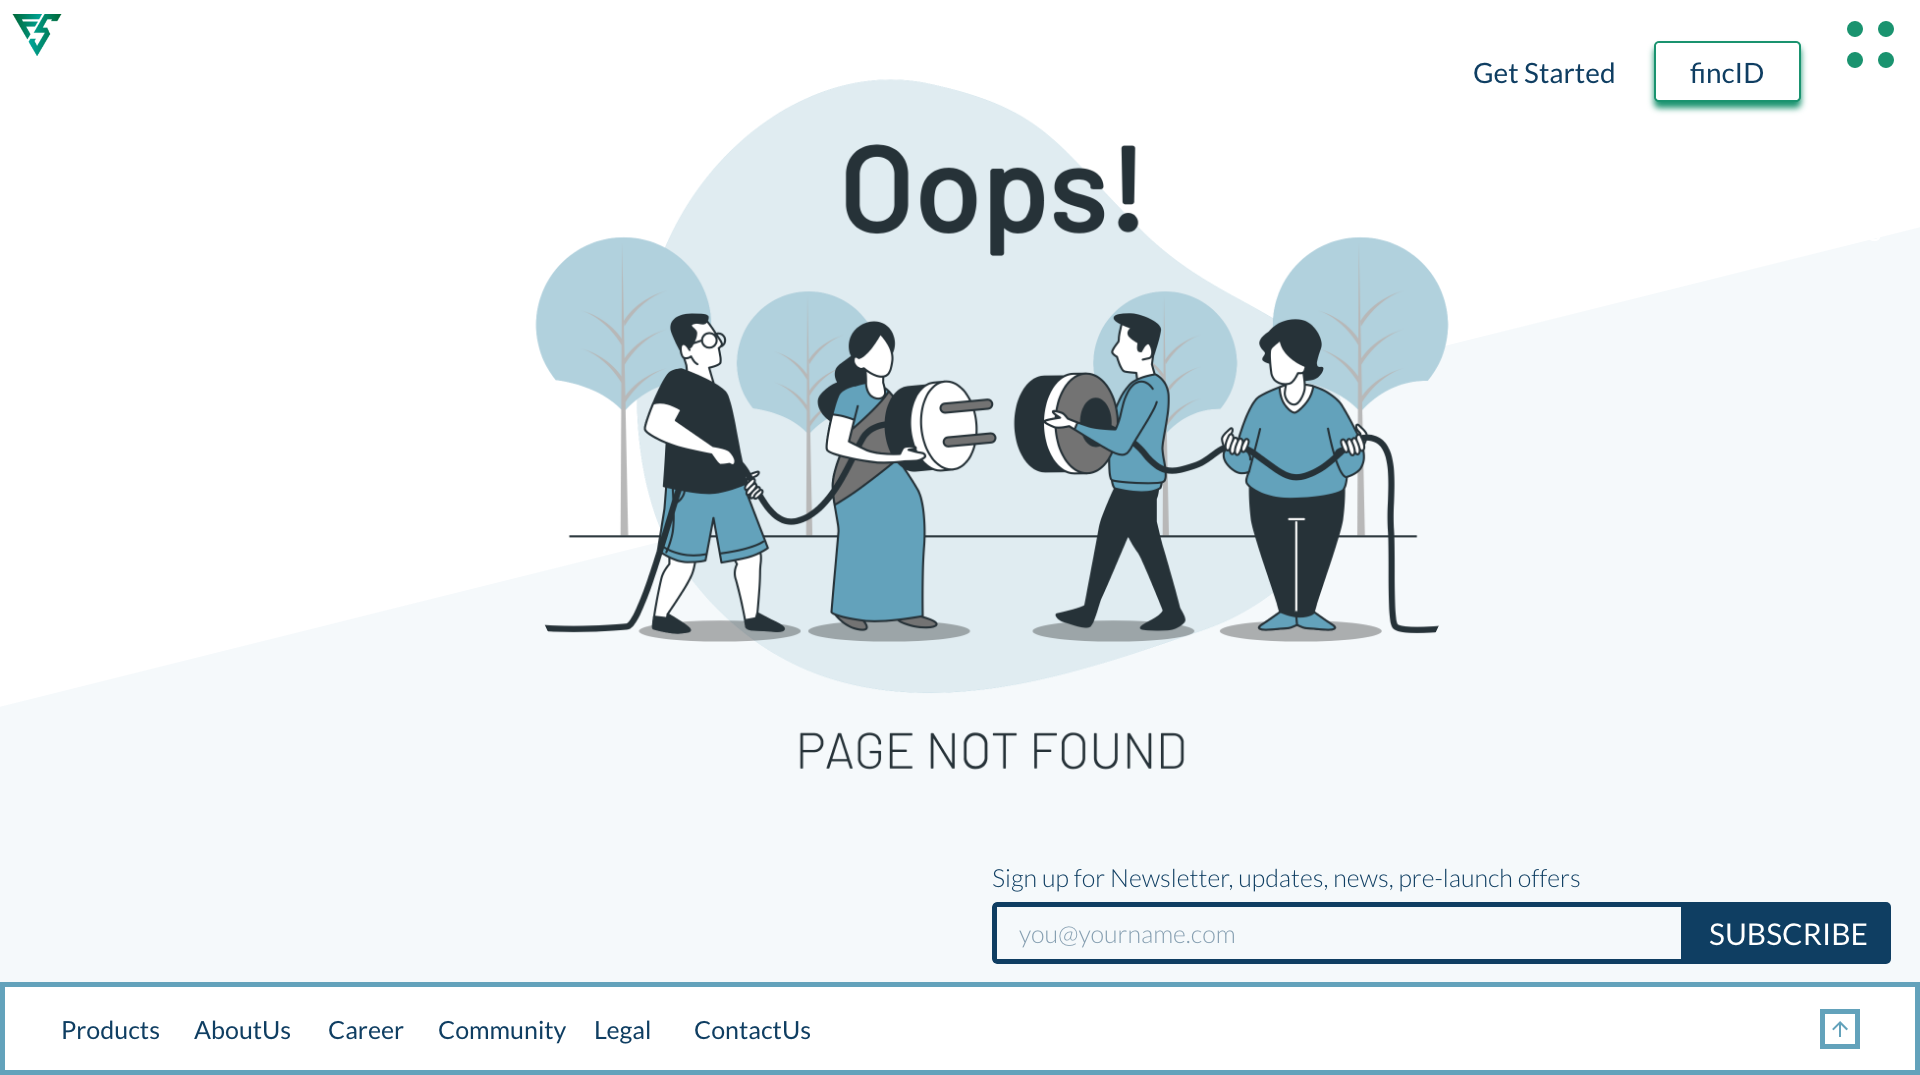 Get Started
fincID
Oops!
PAGE NOT FOUND
Sign up for Newsletter, updates, news, pre-launch offers
you@yourname.com
SUBSCRIBE
Products AboutUs Career Community Legal ContactUs